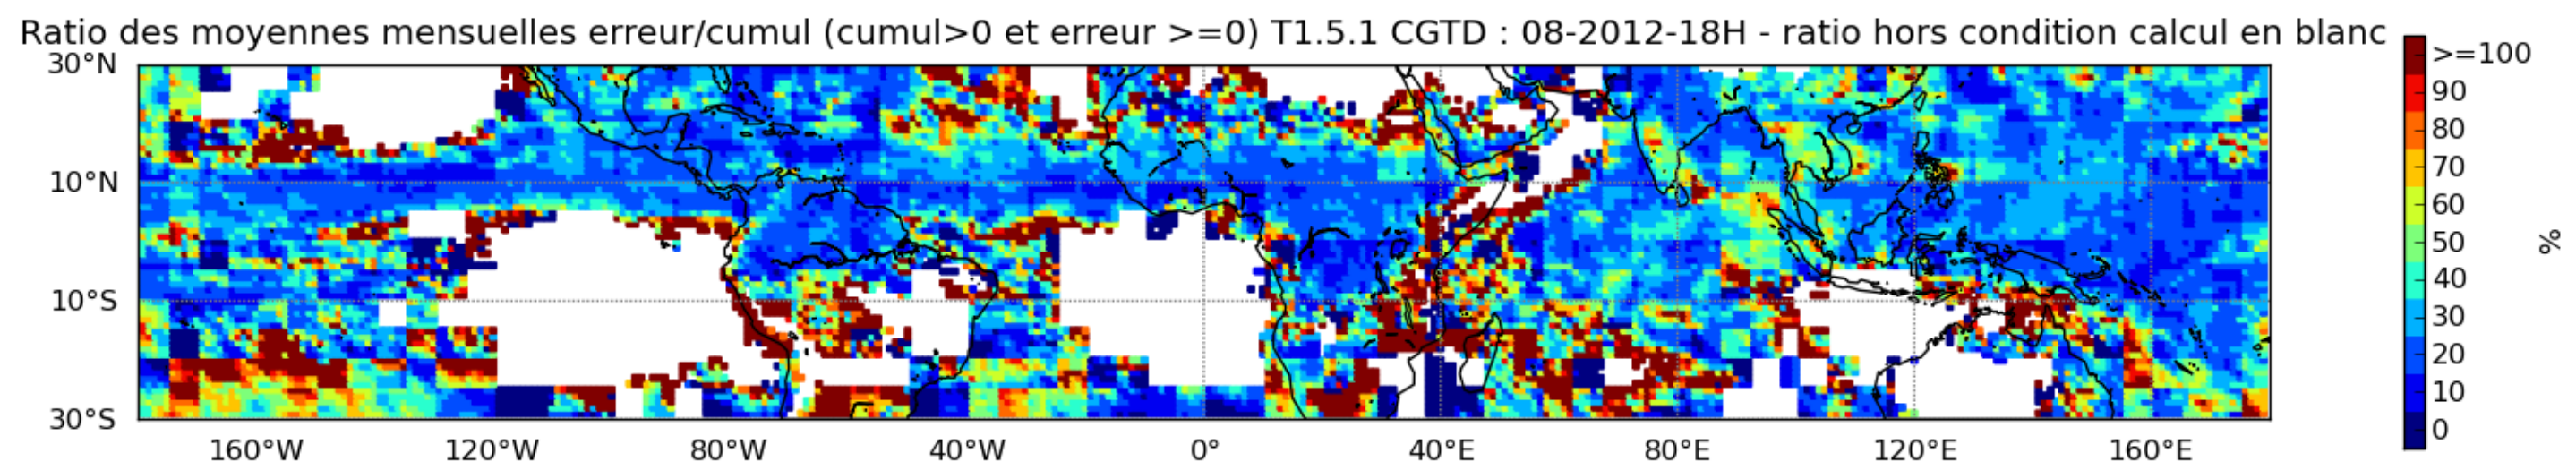 Ratio des moyennes mensuelles erreur/cumul (cumul>0 et erreur >=0) T1.5.1 CGTD : 08-2012-18H - ratio hors condition calcul en blanc
30°N
10°N
10°S
30°S
160°W 120°W 80°W 40°W 0° 40°E 80°E 120°E 160°E
>=100
90
80
70
60
50
40
30
20
10
0
%